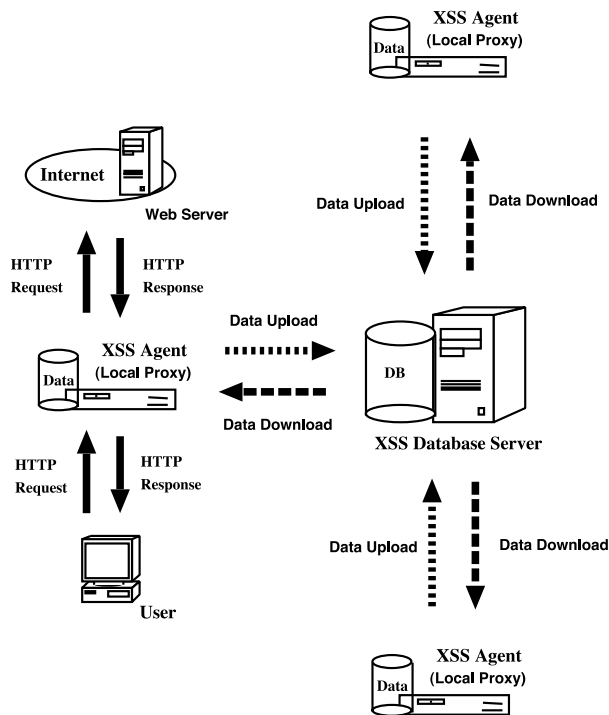 XSS Agent
(Local Proxy)
Data
Internet
Web Server
Data Upload
Data Download
HTTP
Request
HTTP
Response
Data Upload
XSS Agent
(Local Proxy)
Data
DB
Data Download
XSS Database Server
HTTP
Request
HTTP
Response
Data Upload
Data Download
User
XSS Agent
(Local Proxy)
Data